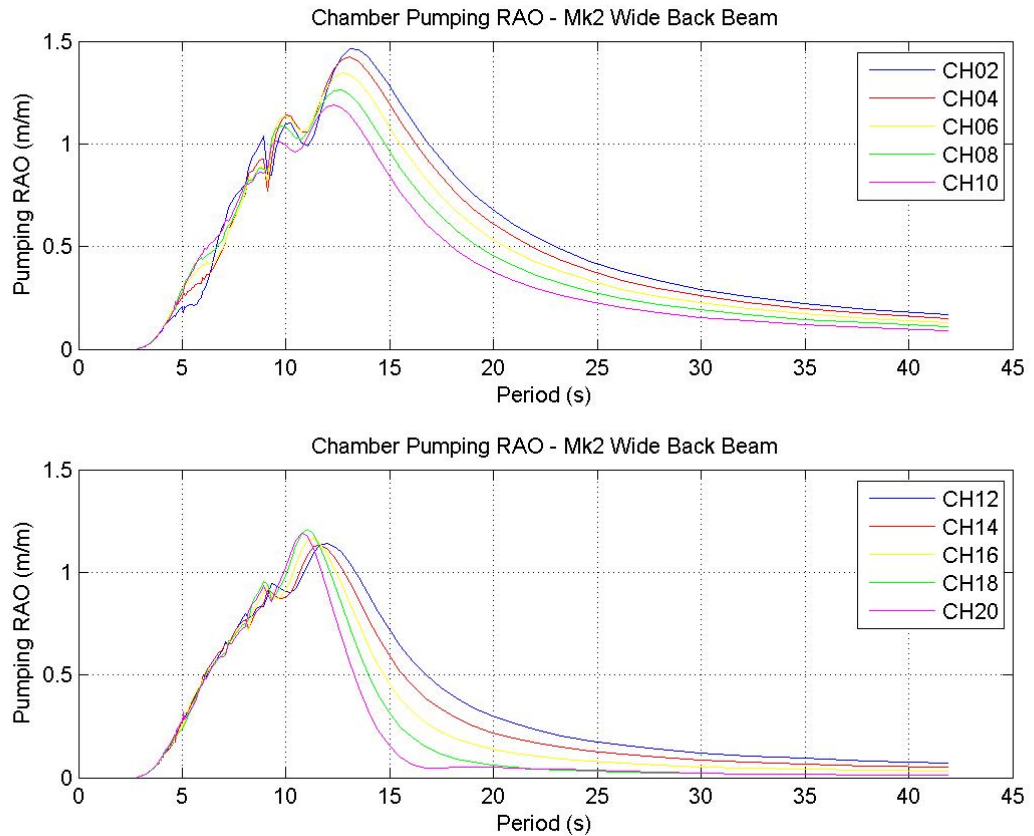 Chamber Pumping RAO - Mk2 Wide Back Beam
1.5
1
0.5
0
Pumping RAO (m/m)
CH02
CH04
CH06
CH08
CH10
0 5 10 15 20 25 30 35 40 45
Period (s)
Chamber Pumping RAO - Mk2 Wide Back Beam
1.5
1
0.5
0
Pumping RAO (m/m)
CH12
CH14
CH16
CH18
CH20
0 5 10 15 20 25 30 35 40 45
Period (s)